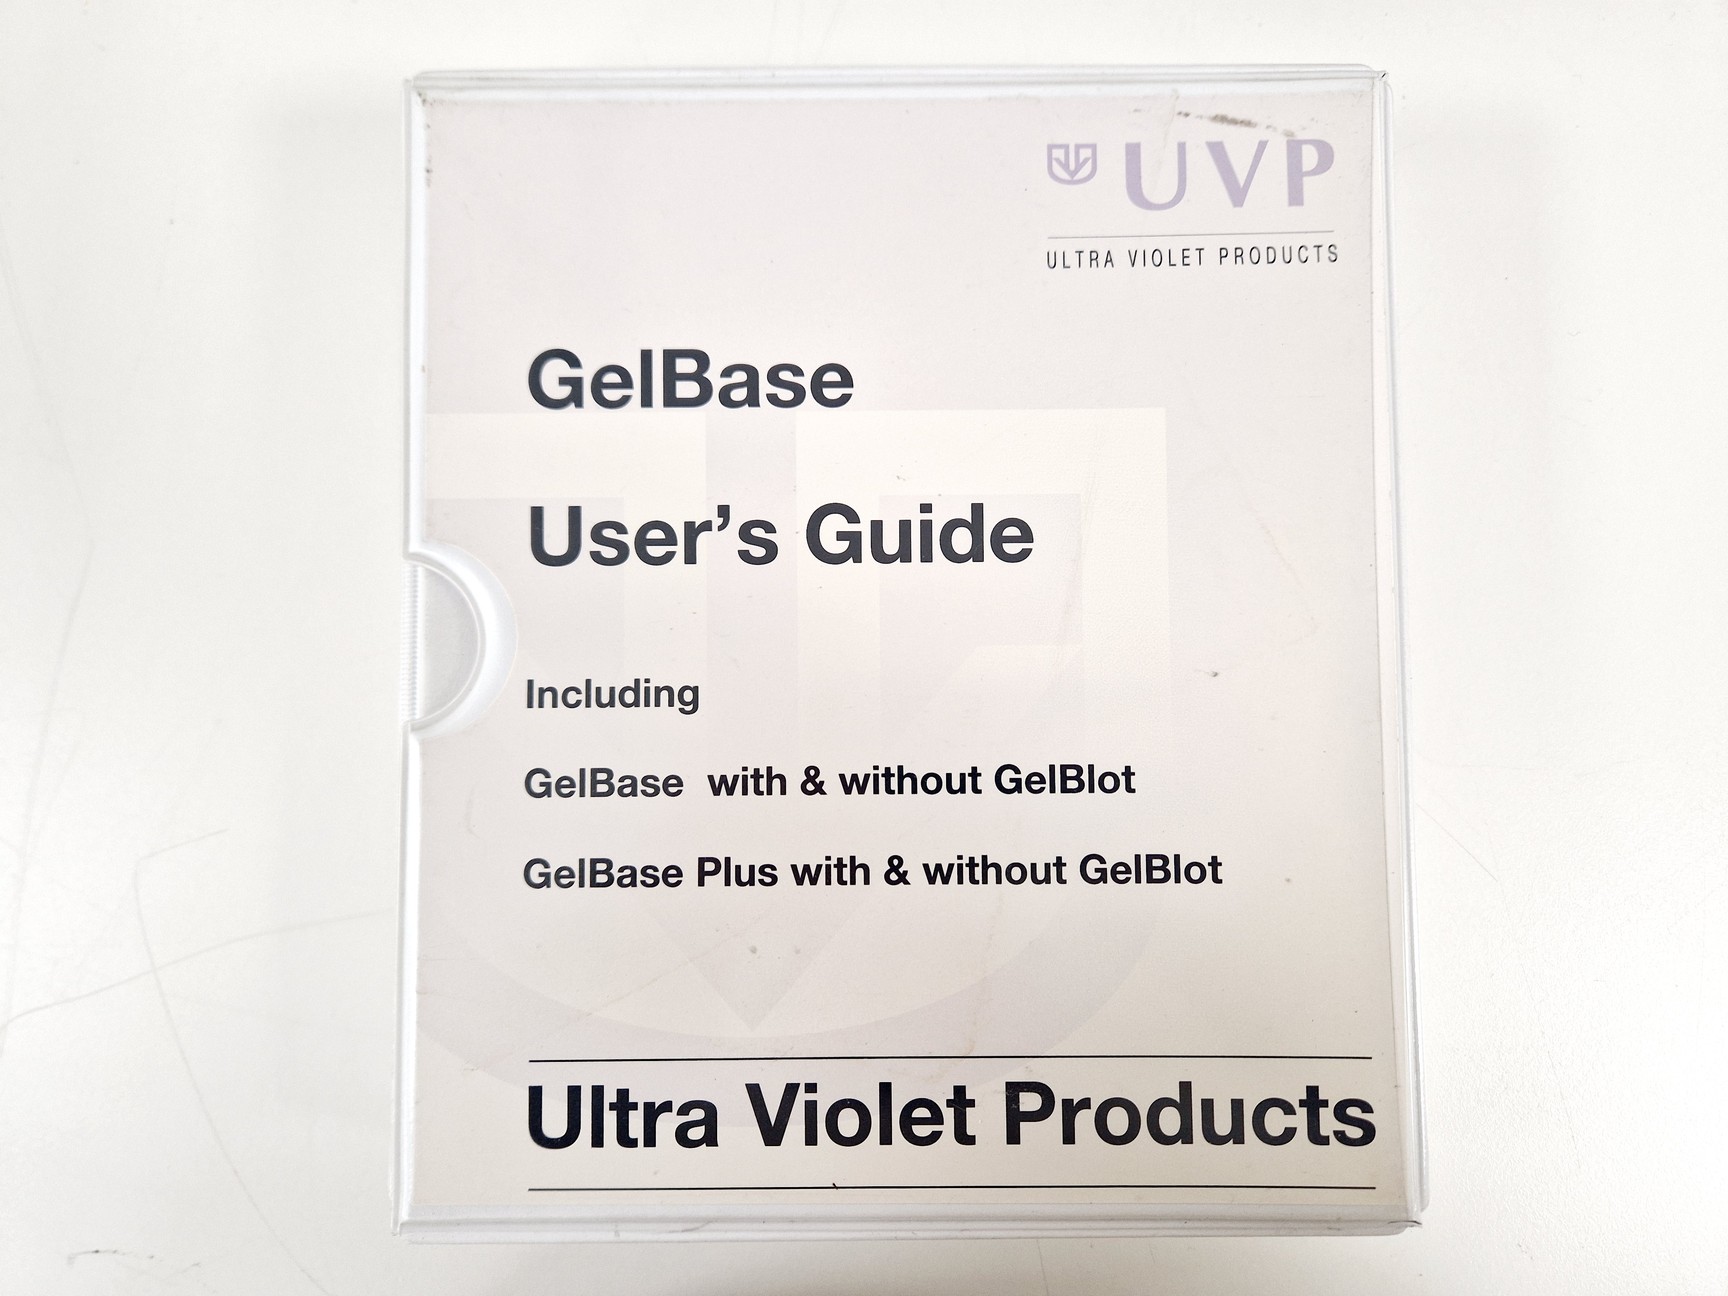 UVP
ULTRA VIOLET PRODUCTS
GelBase
User’s Guide
Including
GelBase with & without GelBlot
GelBase Plus with & without GelBlot
Ultra Violet Products